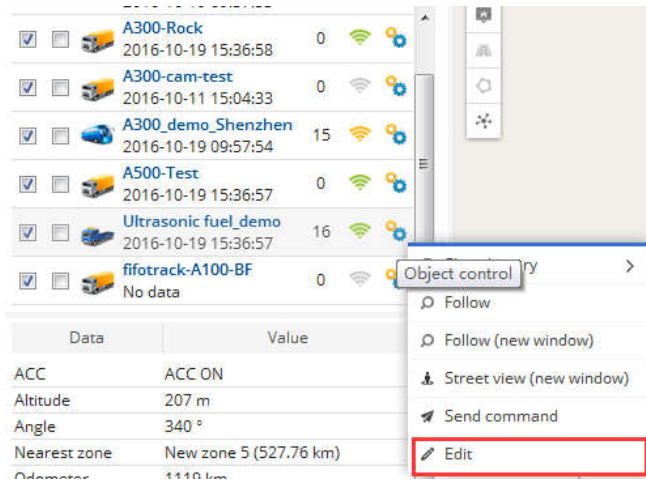 A300-Rock
2016-10-19 15:36:58
0
A300-cam-test
2016-10-11 15:04:33
0
A300_demo_Shenzhen
2016-10-19 09:57:54
15
A500-Test
2016-10-19 15:36:57
0
Ultrasonic fuel_demo
2016-10-19 15:36:57
16
fifotrack-A100-BF
No data
0
Object control
Follow
Follow (new window)
Street view (new window)
Send command
Edit
Data Value
ACC ACC ON
Altitude 207 m
Angle 340 °
Nearest zone New zone 5 (527.76 km)
Odometer 1119 km